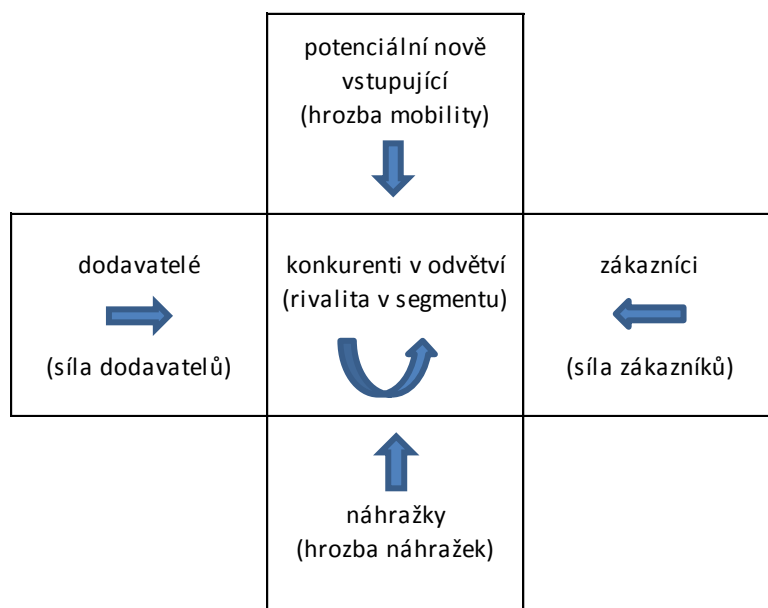 potenciální nově
vstupující
(hrozba mobility)
dodavatelé
(síla dodavatelů)
konkurenti v odvětví
(rivalita v segmentu)
zákazníci
(síla zákazníků)
náhražky
(hrozba náhražek)